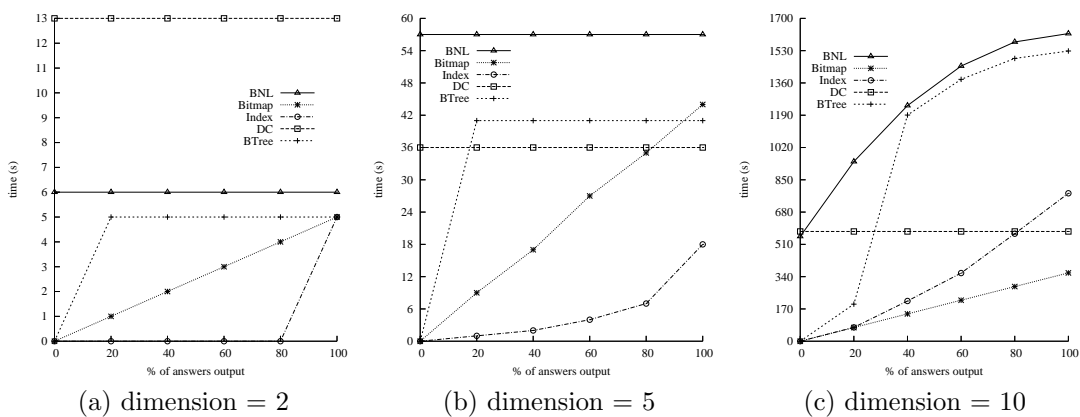 13
12
11
10
9
8
7
6
5
4
3
2
1
0
time (s)
BNL
Bitmap
Index
DC
BTree
0 20 40 60 80 100
% of answers output
(a) dimension = 2
60
54
48
42
36
30
24
18
12
6
0
time (s)
BNL
Bitmap
Index
DC
BTree
0 20 40 60 80 100
% of answers output
(b) dimension = 5
1700
1530
1360
1190
1020
850
680
510
340
170
0
time (s)
BNL
Bitmap
Index
DC
BTree
0 20 40 60 80 100
% of answers output
(c) dimension = 10